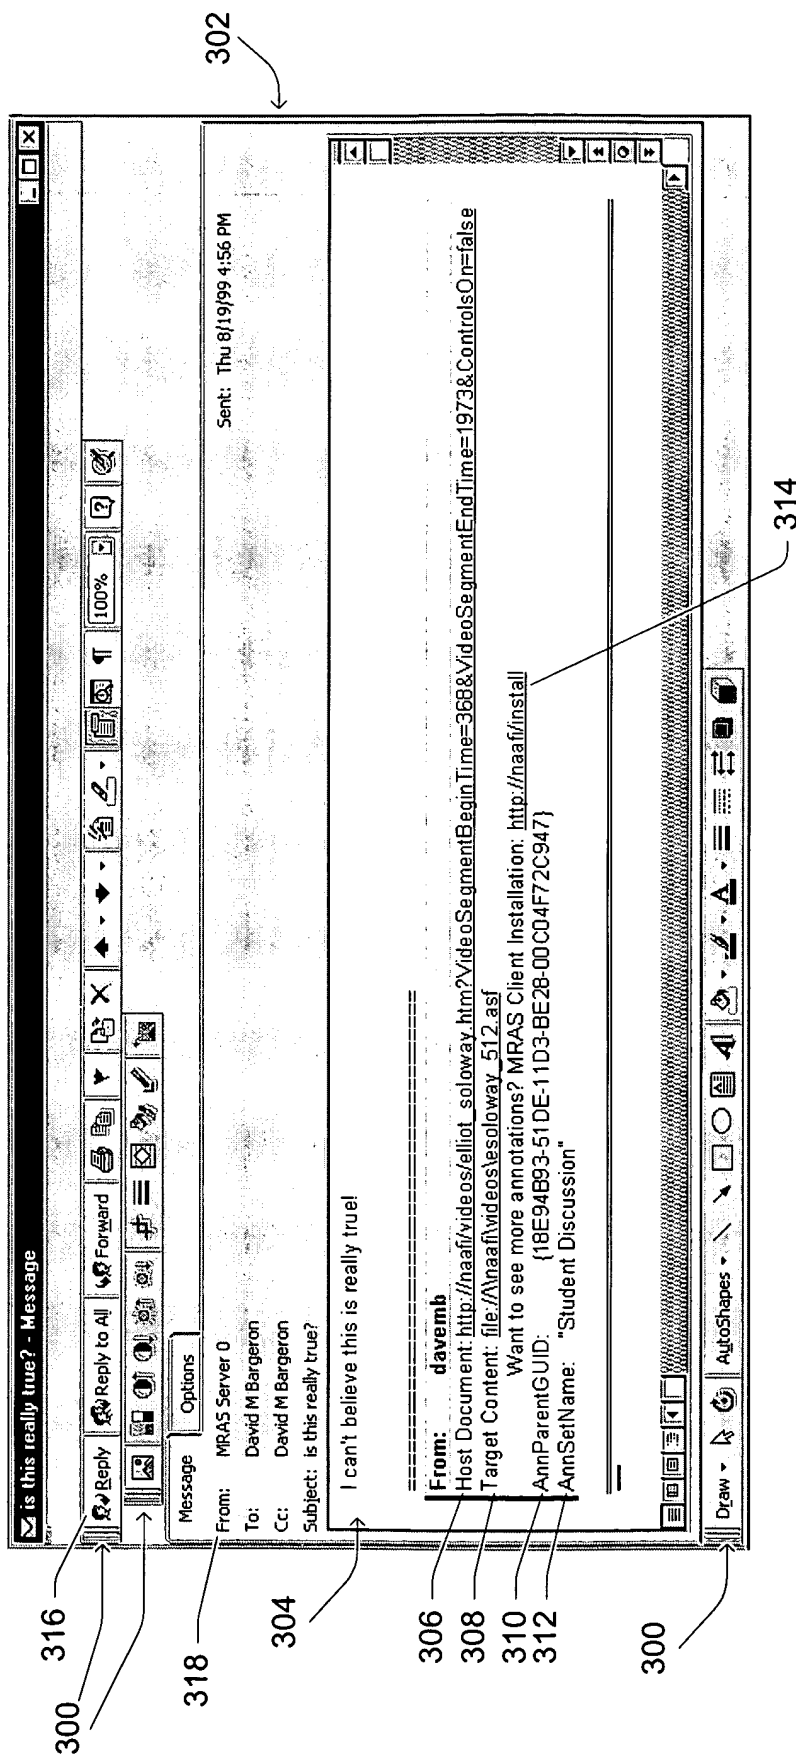 Is this really true? - Message
Reply Reply to All Forward 100%
Message Options
From: MRAS Server 0 Sent: Thu 8/19/99 4:56 PM
To: David M Bargeron
Cc: David M Bargeron
Subject: is this really true?
I can't believe this is really true!
==============================
From: davemb
Host Document: http://naafi/videos/elliot_soloway.htm?VideoSegmentBeginTime=368&VideoSegmentEndTime=1973&ControlsOn=false
Target Content: file://\\naafi\videos\esoloway_512.asf
Want to see more annotations? MRAS Client Installation: http://naafi/install
AnnParentGUID: {18E94B93-51DE-11D3-BE28-00C04F72C947}
AnnSetName: "Student Discussion"
Draw AutoShapes
316
300
318
304
306
308
310
312
300
302
314